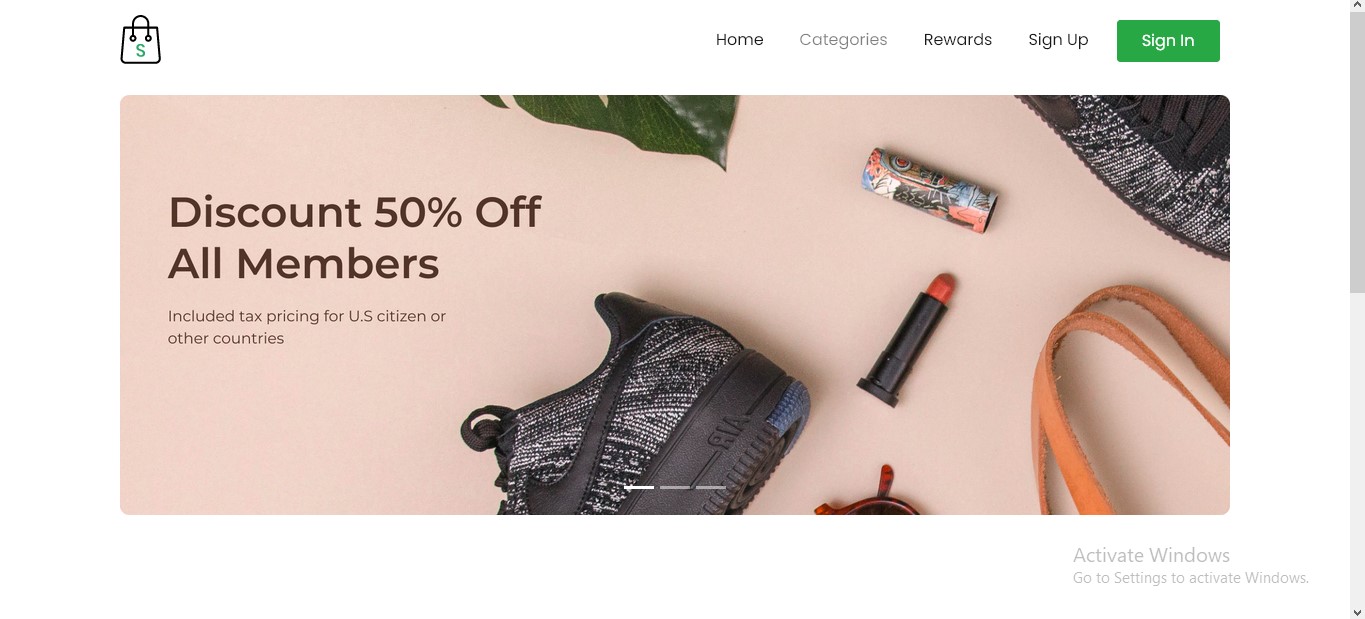 S
Home
Categories
Rewards
Sign Up
Sign In
Discount 50% Off
All Members
Included tax pricing for U.S citizen or
other countries
AIR
Activate Windows
Go to Settings to activate Windows.